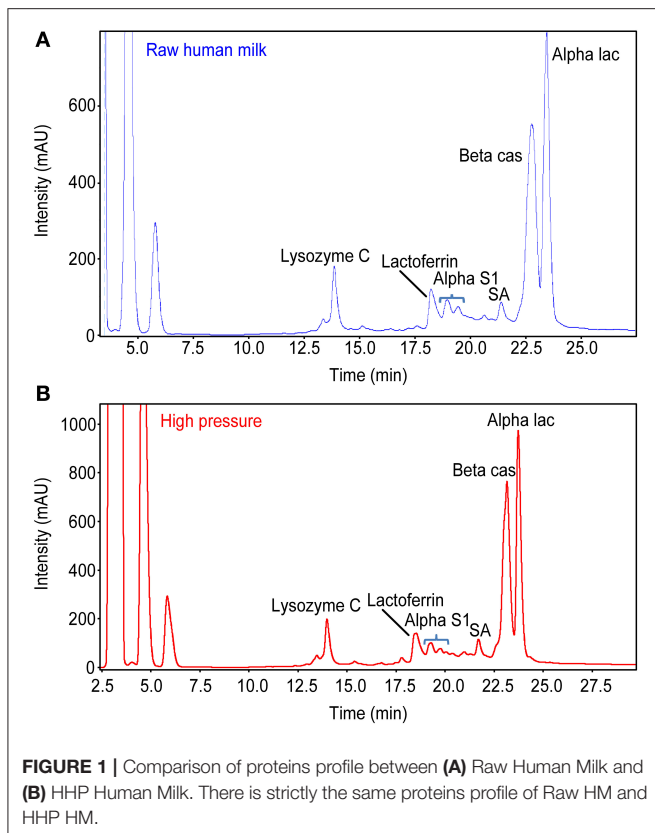 A
Raw human milk
Alpha lac
Beta cas
Lysozyme C
Lactoferrin
Alpha S1
SA
Intensity (mAU)
600
400
200
0
5.0 7.5 10.0 12.5 15.0 17.5 20.0 22.5 25.0
Time (min)
B
High pressure
Alpha lac
Beta cas
Lysozyme C
Lactoferrin
Alpha S1
SA
Intensity (mAU)
1000
800
600
400
200
0
2.5 5.0 7.5 10.0 12.5 15.0 17.5 20.0 22.5 25.0 27.5
Time (min)
FIGURE 1 | Comparison of proteins profile between (A) Raw Human Milk and
(B) HHP Human Milk. There is strictly the same proteins profile of Raw HM and
HHP HM.